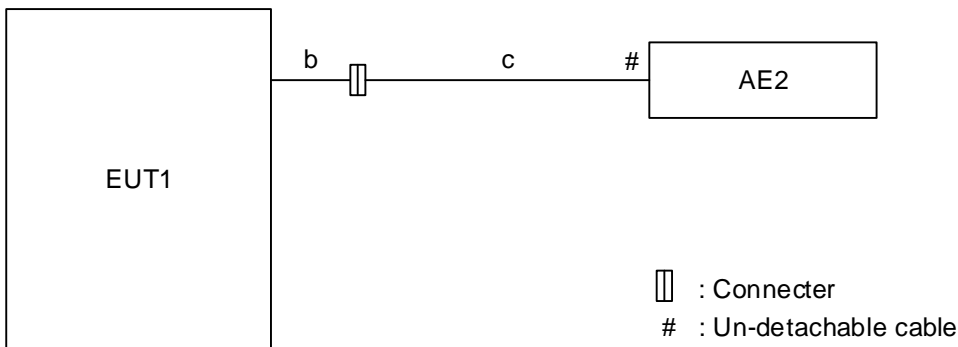 b
c
#
AE2
EUT1
: Connecter
# : Un-detachable cable